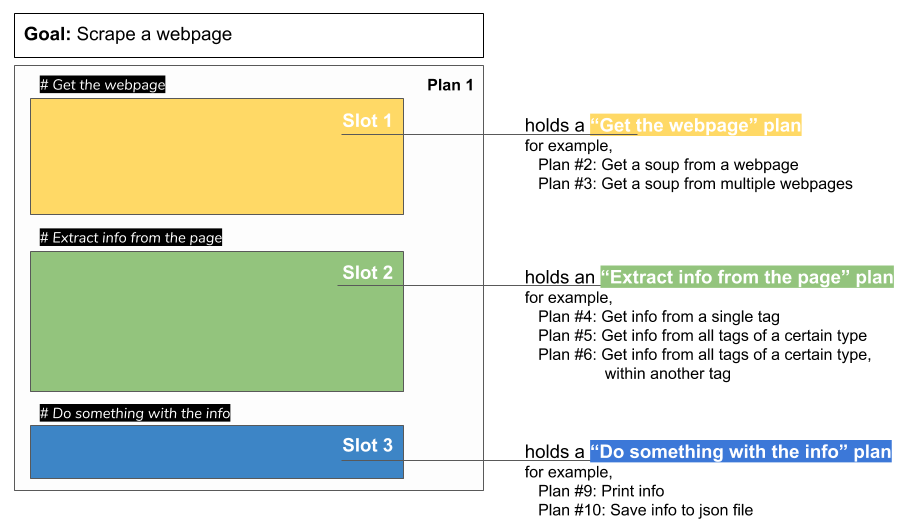 Goal: Scrape a webpage
# Get the webpage
Plan 1
Slot 1
holds a “Get the webpage” plan
for example,
Plan #2: Get a soup from a webpage
Plan #3: Get a soup from multiple webpages
# Extract info from the page
Slot 2
holds an “Extract info from the page” plan
for example,
Plan #4: Get info from a single tag
Plan #5: Get info from all tags of a certain type
Plan #6: Get info from all tags of a certain type,
within another tag
# Do something with the info
Slot 3
holds a “Do something with the info” plan
for example,
Plan #9: Print info
Plan #10: Save info to json file